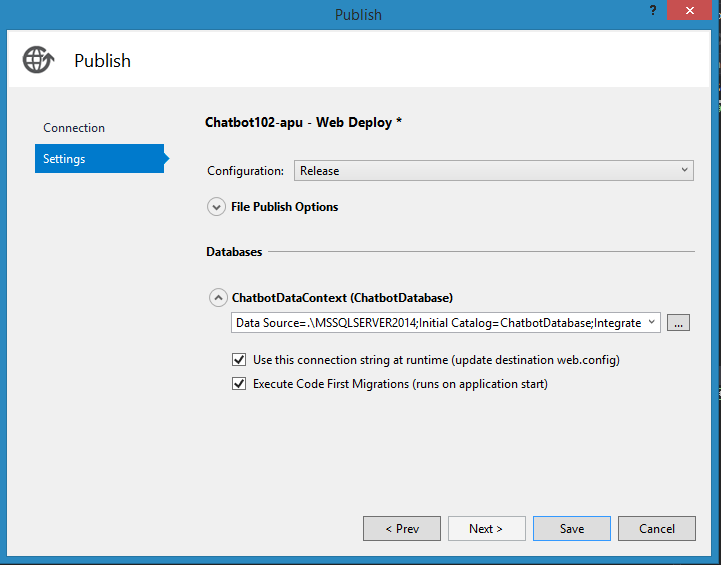 Publish
?
Publish
Connection
Settings
Chatbot102-apu - Web Deploy *
Configuration: Release
File Publish Options
Databases
ChatbotDataContext (ChatbotDatabase)
Data Source=.\MSSQLSERVER2014;Initial Catalog=ChatbotDatabase;Integrate
...
Use this connection string at runtime (update destination web.config)
Execute Code First Migrations (runs on application start)
< Prev Next > Save Cancel